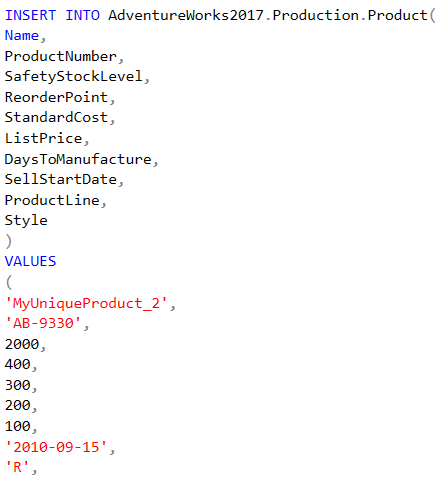 INSERT INTO AdventureWorks2017.Production.Product(
Name,
ProductNumber,
SafetyStockLevel,
ReorderPoint,
StandardCost,
ListPrice,
DaysToManufacture,
SellStartDate,
ProductLine,
Style
)
VALUES
(
'MyUniqueProduct_2',
'AB-9330',
2000,
400,
300,
200,
100,
'2010-09-15',
'R',